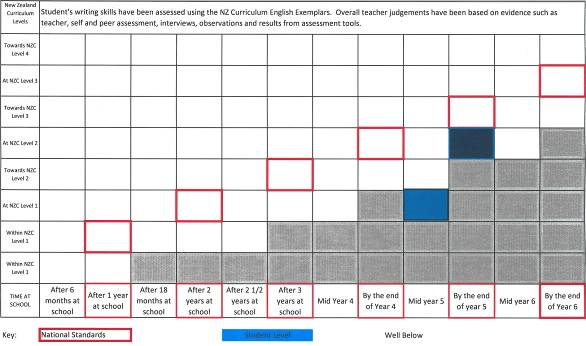 New Zealand
Curriculum
Levels
Student's writing skills have been assessed using the NZ Curriculum English Exemplars.  Overall teacher judgements have been based on evidence such as
teacher, self and peer assessment, interviews, observations and results from assessment tools.
Towards NZC
Level 4
At NZC Level 3
Towards NZC
Level 3
At NZC Level 2
Towards NZC
Level 2
At NZC Level 1
Within NZC
Level 1
Within NZC
Level 1
TIME AT
SCHOOL
After 6
months at
school
After 1 year
at school
After 18
months at
school
After 2
years at
school
After 2 1/2
years at
school
After 3
years at
school
Mid Year 4
By the end
of Year 4
Mid year 5
By the end
of year 5
Mid year 6
By the end
of Year 6
Key:
National Standards
Student Level
Well Below